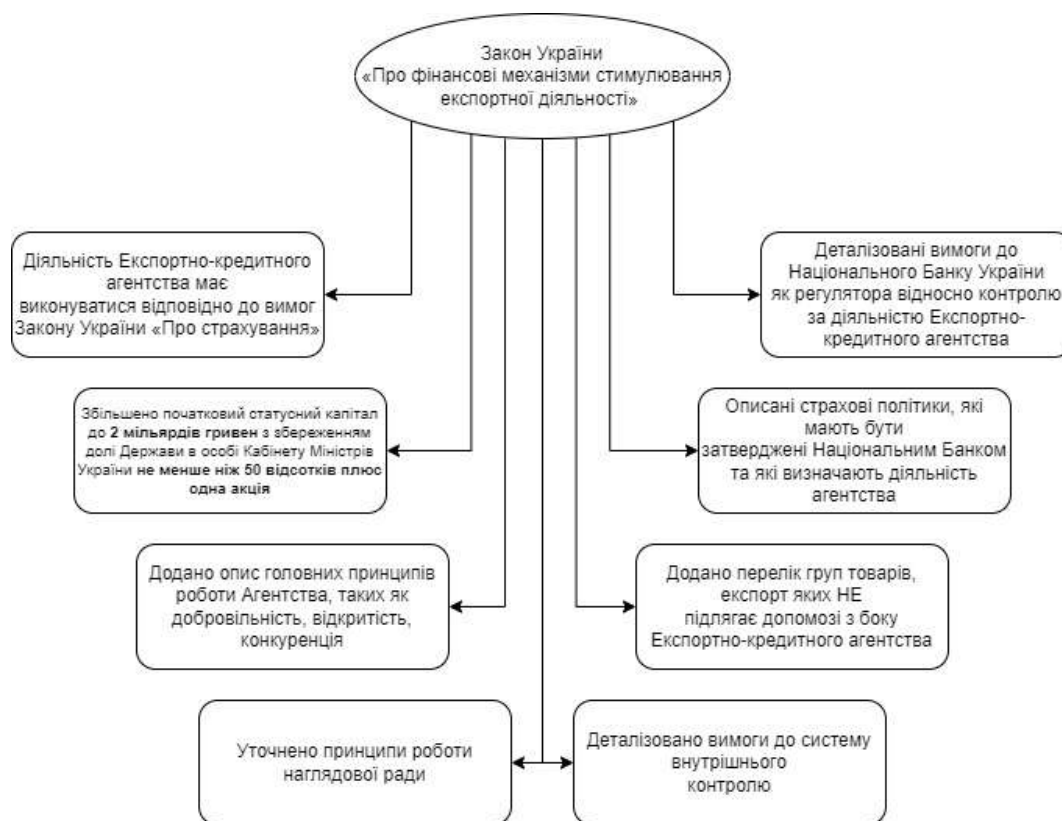 Закон України
«Про фінансові механізми стимулювання
експортної діяльності»
Діяльність Експортно-кредитного
агентства має
виконуватися відповідно до вимог
Закону України «Про страхування»
Деталізовані вимоги до
Національного Банку України
як регулятора відносно контролю
за діяльністю Експортно-
кредитного агентства
Збільшено початковий статусний капітал
до 2 мільярдів гривен з збереженням
долі Держави в особі Кабінету Міністрів
України не менше ніж 50 відсотків плюс
одна акція
Описані страхові політики, які
мають бути
затверджені Національним Банком
та які визначають діяльність
агентства
Додано опис головних принципів
роботи Агентства, таких як
добровільність, відкритість,
конкуренція
Додано перелік груп товарів,
експорт яких НЕ
підлягає допомозі з боку
Експортно-кредитного агентства
Уточнено принципи роботи
наглядової ради
Деталізовано вимоги до систему
внутрішнього
контролю